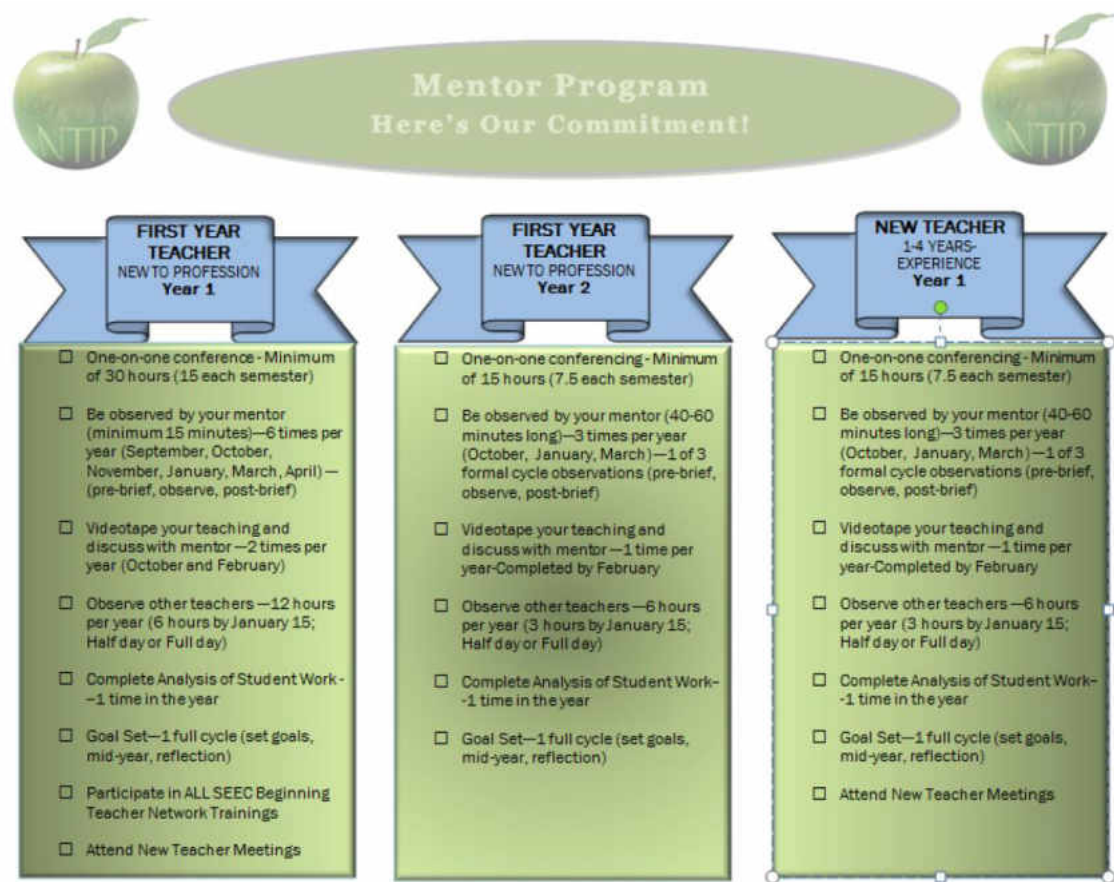 Mentor Program
Here's Our Commitment!
NTIP
NTIP
FIRST YEAR
TEACHER
NEW TO PROFESSION
Year 1
☐ One-on-one conference - Minimum
of 30 hours (15 each semester)
☐ Be observed by your mentor
(minimum 15 minutes)—6 times per
year (September, October,
November, January, March, April) —
(pre-brief, observe, post-brief)
☐ Videotape your teaching and
discuss with mentor —2 times per
year (October and February)
☐ Observe other teachers —12 hours
per year (6 hours by January 15;
Half day or Full day)
☐ Complete Analysis of Student Work -
-1 time in the year
☐ Goal Set—1 full cycle (set goals,
mid-year, reflection)
☐ Participate in ALL SEEC Beginning
Teacher Network Trainings
☐ Attend New Teacher Meetings
FIRST YEAR
TEACHER
NEW TO PROFESSION
Year 2
☐ One-on-one conferencing - Minimum
of 15 hours (7.5 each semester)
☐ Be observed by your mentor (40-60
minutes long)—3 times per year
(October, January, March) —1 of 3
formal cycle observations (pre-brief,
observe, post-brief)
☐ Videotape your teaching and
discuss with mentor —1 time per
year-Completed by February
☐ Observe other teachers —6 hours
per year (3 hours by January 15;
Half day or Full day)
☐ Complete Analysis of Student Work–
-1 time in the year
☐ Goal Set—1 full cycle (set goals,
mid-year, reflection)
NEW TEACHER
1-4 YEARS-
EXPERIENCE
Year 1
☐ One-on-one conferencing - Minimum
of 15 hours (7.5 each semester)
☐ Be observed by your mentor (40-60
minutes long)—3 times per year
(October, January, March) —1 of 3
formal cycle observations (pre-brief,
observe, post-brief)
☐ Videotape your teaching and
discuss with mentor —1 time per
year-Completed by February
☐ Observe other teachers —6 hours
per year (3 hours by January 15;
Half day or Full day)
☐ Complete Analysis of Student Work–
-1 time in the year
☐ Goal Set—1 full cycle (set goals,
mid-year, reflection)
☐ Attend New Teacher Meetings